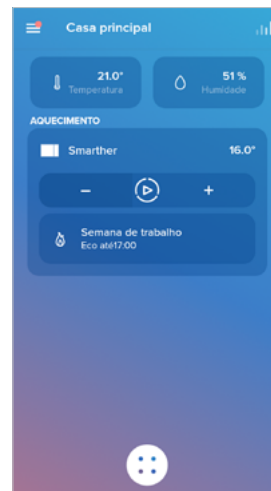 Casa principal
21.0°
Temperatura
51 %
Humidade
AQUECIMENTO
Smarther
16.0°
Semana de trabalho
Eco até17:00